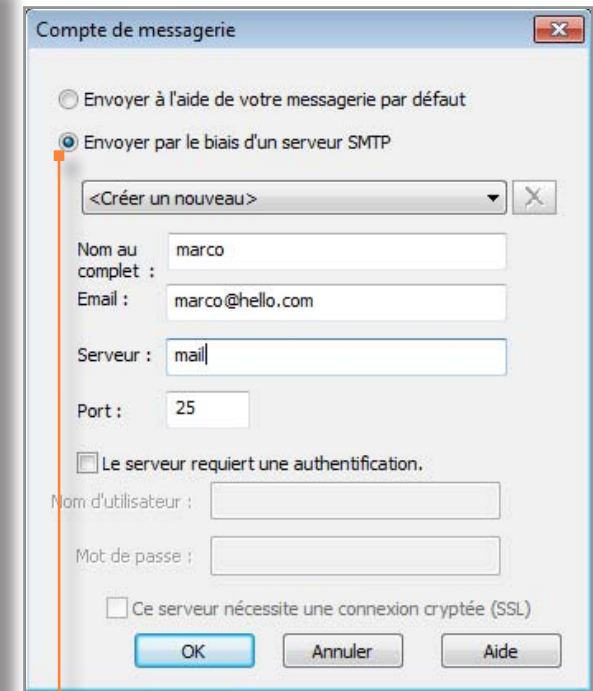 Compte de messagerie
Envoyer à l'aide de votre messagerie par défaut
Envoyer par le biais d'un serveur SMTP
<Créer un nouveau>
Nom au complet : marco
Email : marco@hello.com
Serveur : mail
Port : 25
Le serveur requiert une authentification.
Nom d'utilisateur :
Mot de passe :
Ce serveur nécessite une connexion cryptée (SSL)
OK Annuler Aide